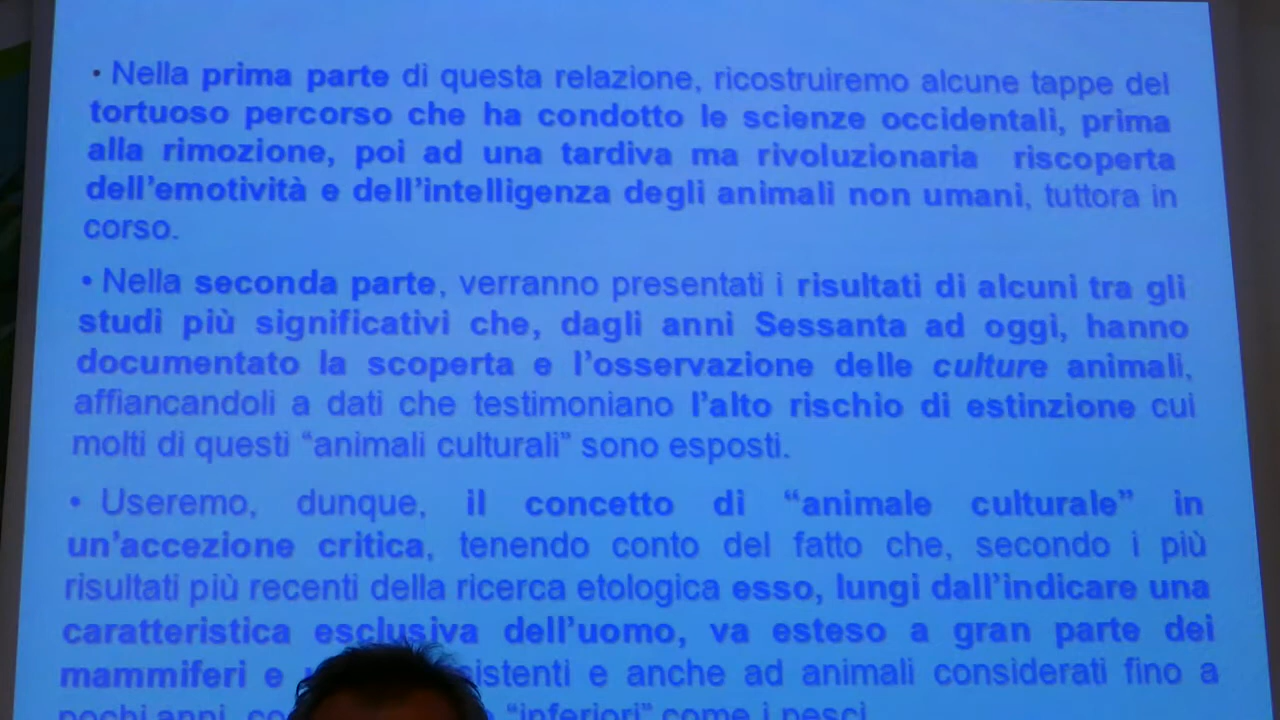 • Nella prima parte di questa relazione, ricostruiremo alcune tappe del
tortuoso percorso che ha condotto le scienze occidentali, prima
alla rimozione, poi ad una tardiva ma rivoluzionaria riscoperta
dell'emotività e dell'intelligenza degli animali non umani, tuttora in
corso.
• Nella seconda parte, verranno presentati i risultati di alcuni tra gli
studi più significativi che, dagli anni Sessanta ad oggi, hanno
documentato la scoperta e l'osservazione delle culture animali,
affiancandoli a dati che testimoniano l'alto rischio di estinzione cui
molti di questi “animali culturali” sono esposti.
• Useremo, dunque, il concetto di “animale culturale” in
un'accezione critica, tenendo conto del fatto che, secondo i più
risultati più recenti della ricerca etologica esso, lungi dall'indicare una
caratteristica esclusiva dell'uomo, va esteso a gran parte dei
mammiferi e e anche ad animali considerati fino a
pochi anni “inferiori” come i pesci